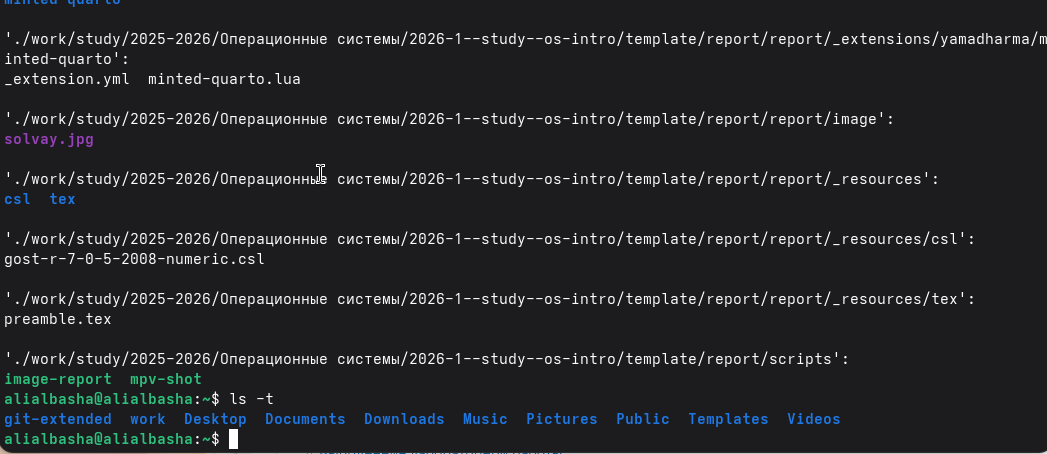 minted-quarto
'./work/study/2025-2026/Операционные системы/2026-1--study--os-intro/template/report/report/_extensions/yamadharma/m
inted-quarto':
_extension.yml  minted-quarto.lua
'./work/study/2025-2026/Операционные системы/2026-1--study--os-intro/template/report/report/image':
solvay.jpg
'./work/study/2025-2026/Операционные системы/2026-1--study--os-intro/template/report/report/_resources':
csl  tex
'./work/study/2025-2026/Операционные системы/2026-1--study--os-intro/template/report/report/_resources/csl':
gost-r-7-0-5-2008-numeric.csl
'./work/study/2025-2026/Операционные системы/2026-1--study--os-intro/template/report/report/_resources/tex':
preamble.tex
'./work/study/2025-2026/Операционные системы/2026-1--study--os-intro/template/report/scripts':
image-report  mpv-shot
alialbasha@alialbasha:~$ ls -t
git-extended  work  Desktop  Documents  Downloads  Music  Pictures  Public  Templates  Videos
alialbasha@alialbasha:~$